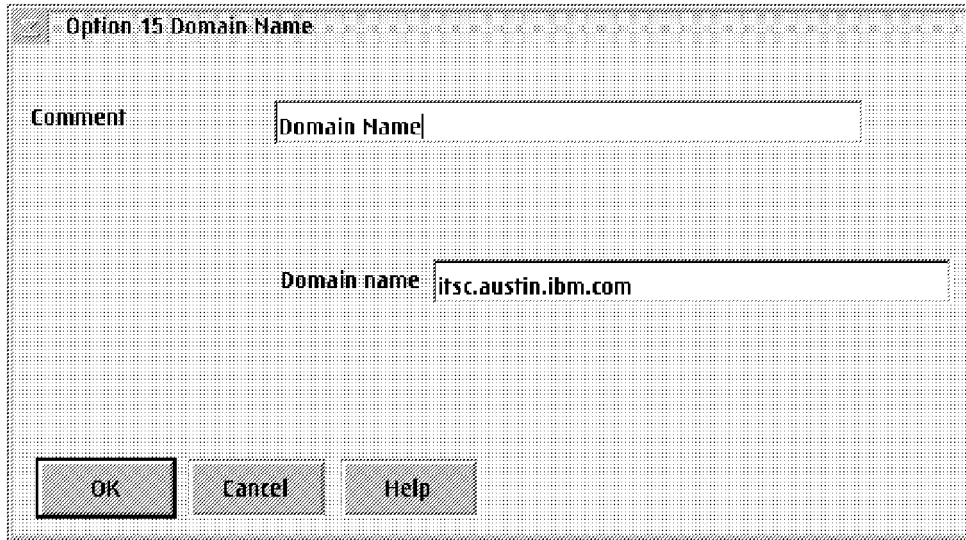 Option 15 Domain Name
Comment
Domain Name
Domain name
itsc.austin.ibm.com
OK
Cancel
Help